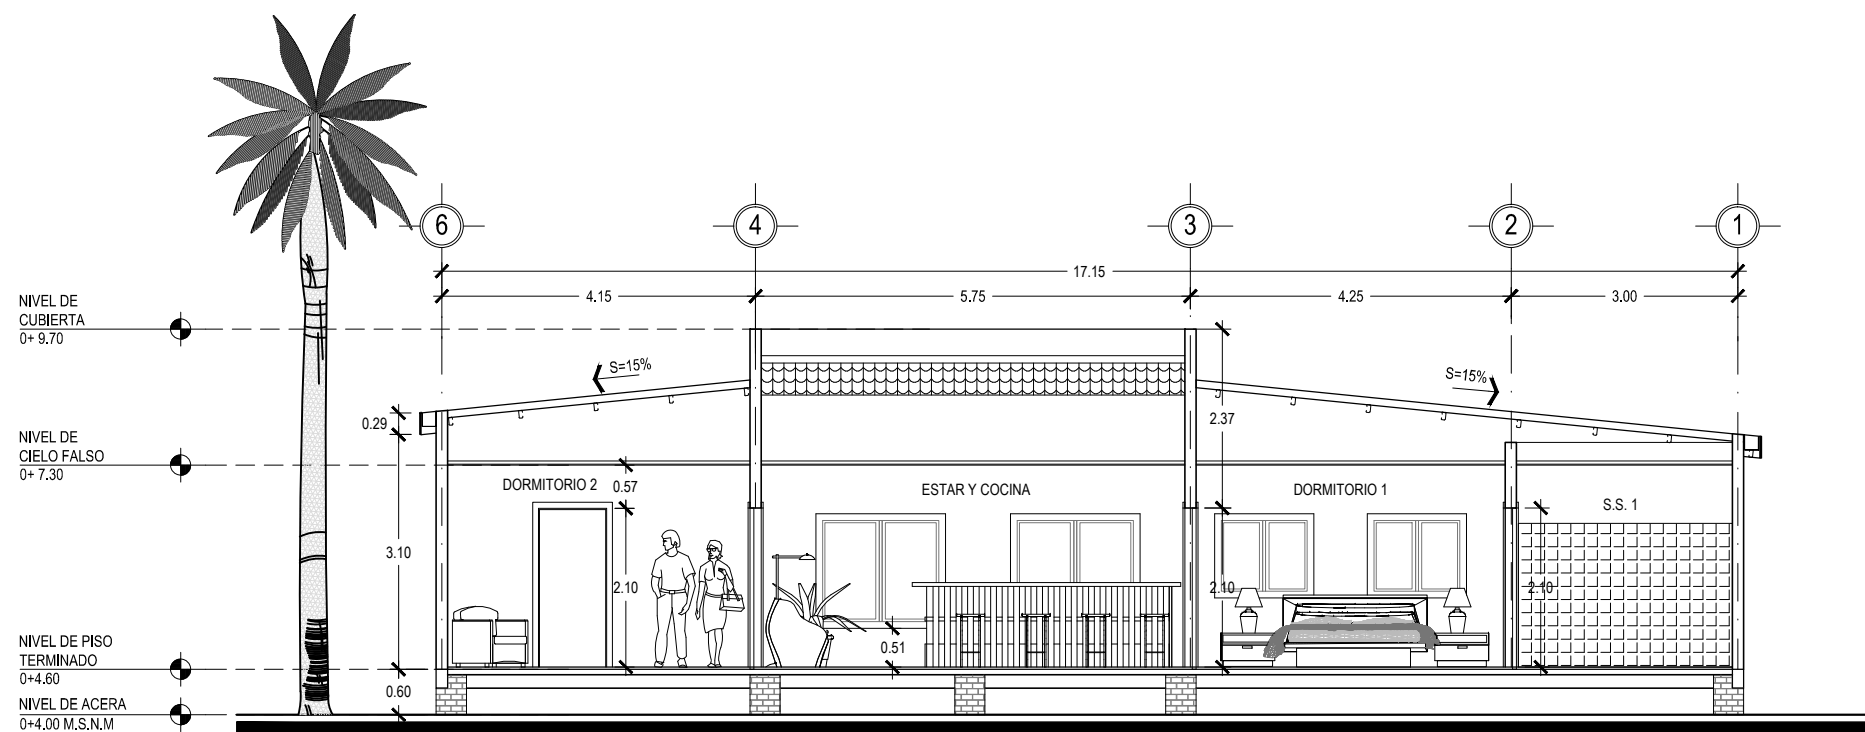 6
4
3
2
1
17.15
4.15
5.75
4.25
3.00
NIVEL DE
CUBIERTA
0+ 9.70
S=15%
S=15%
0.29
2.37
NIVEL DE
CIELO FALSO
0+ 7.30
DORMITORIO 2
0.57
ESTAR Y COCINA
DORMITORIO 1
S.S. 1
3.10
2.10
2.10
2.10
0.51
NIVEL DE PISO
TERMINADO
0+4.60
0.60
NIVEL DE ACERA
0+4.00 M.S.N.M